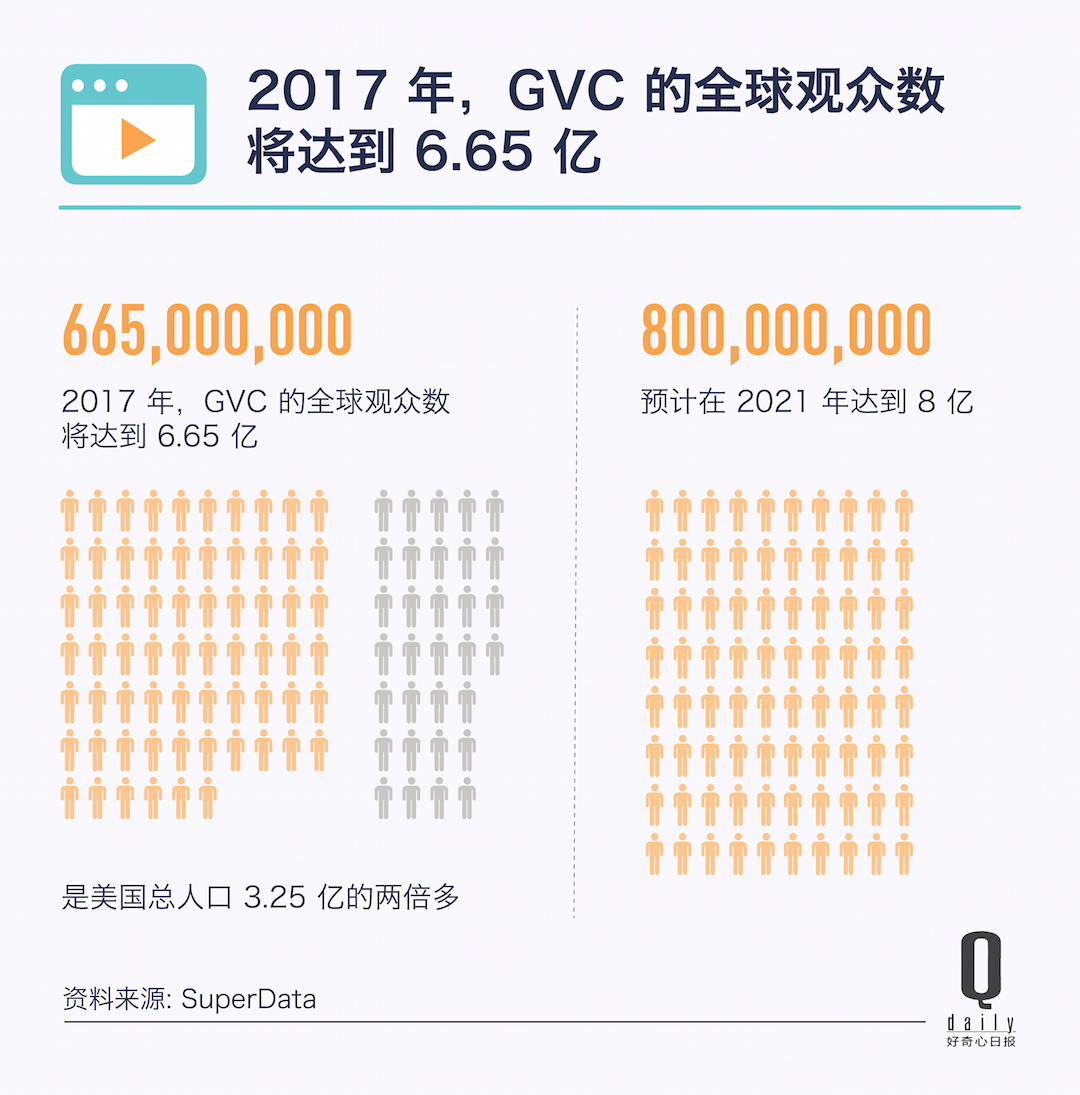 2017 年，GVC 的全球观众数
将达到 6.65 亿
665,000,000
2017 年，GVC 的全球观众数
将达到 6.65 亿
是美国总人口 3.25 亿的两倍多
800,000,000
预计在 2021 年达到 8 亿
资料来源: SuperData
Q
daily
好奇心日报